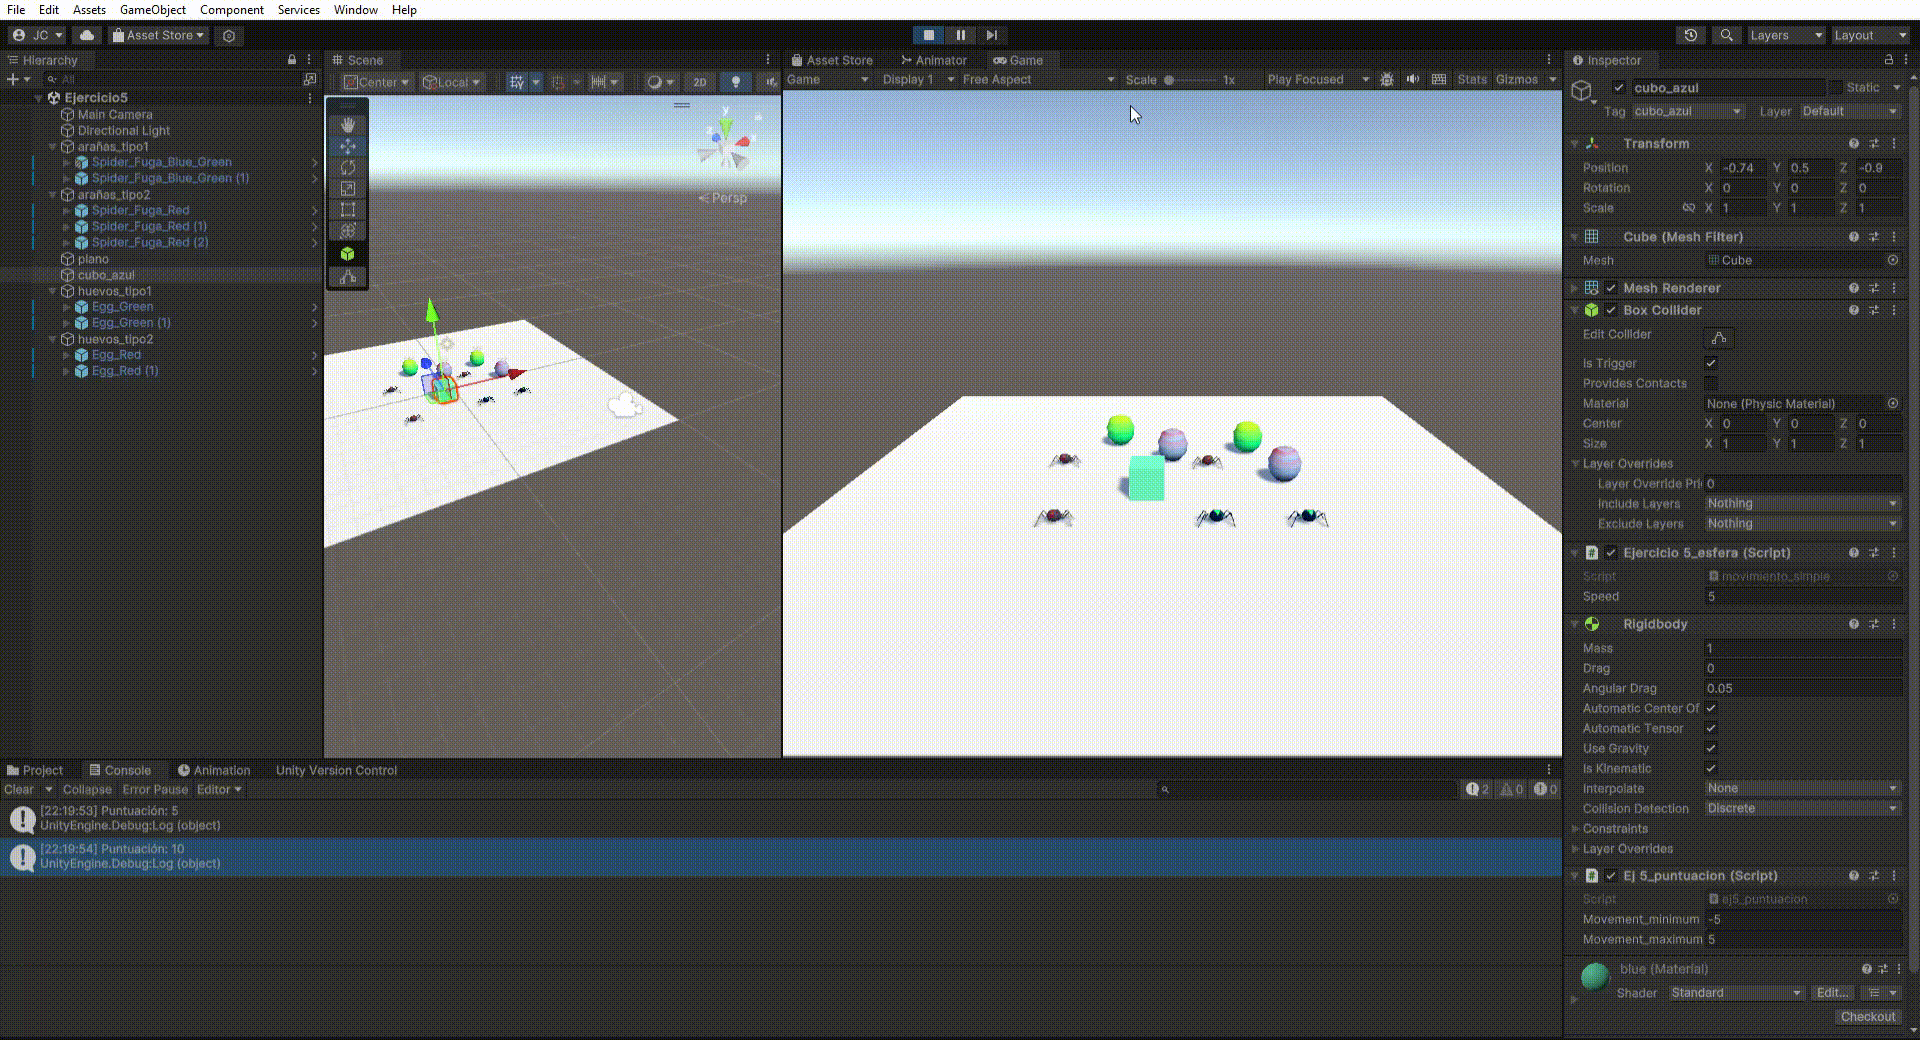 File Edit Assets GameObject Component Services Window Help
JC Asset Store Layers Layout
Hierarchy
All
Ejercicio5
Main Camera
Directional Light
arañas_tipo1
Spider_Fuga_Blue_Green
Spider_Fuga_Blue_Green (1)
arañas_tipo2
Spider_Fuga_Red
Spider_Fuga_Red (1)
Spider_Fuga_Red (2)
plano
cubo_azul
huevos_tipo1
Egg_Green
Egg_Green (1)
huevos_tipo2
Egg_Red
Egg_Red (1)
Scene
Center Local 2D
y
z x
Persp
Asset Store Animator Game
Game Display 1 Free Aspect Scale 1x Play Focused Stats Gizmos
Inspector
cubo_azul Static
Tag cubo_azul Layer Default
Transform
Position X -0.74 Y 0.5 Z -0.9
Rotation X 0 Y 0 Z 0
Scale X 1 Y 1 Z 1
Cube (Mesh Filter)
Mesh Cube
Mesh Renderer
Box Collider
Edit Collider
Is Trigger
Provides Contacts
Material None (Physic Material)
Center X 0 Y 0 Z 0
Size X 1 Y 1 Z 1
Layer Overrides
Layer Override Pri 0
Include Layers Nothing
Exclude Layers Nothing
Ejercicio 5_esfera (Script)
Script movimiento_simple
Speed 5
Rigidbody
Mass 1
Drag 0
Angular Drag 0.05
Automatic Center Of
Automatic Tensor
Use Gravity
Is Kinematic
Interpolate None
Collision Detection Discrete
Constraints
Layer Overrides
Ej 5_puntuacion (Script)
Script ej5_puntuacion
Movement_minimum -5
Movement_maximum 5
blue (Material)
Shader Standard Edit...
Checkout
Project Console Animation Unity Version Control
Clear Collapse Error Pause Editor 2 0 0
[22:19:53] Puntuación: 5
UnityEngine.Debug:Log (object)
[22:19:54] Puntuación: 10
UnityEngine.Debug:Log (object)